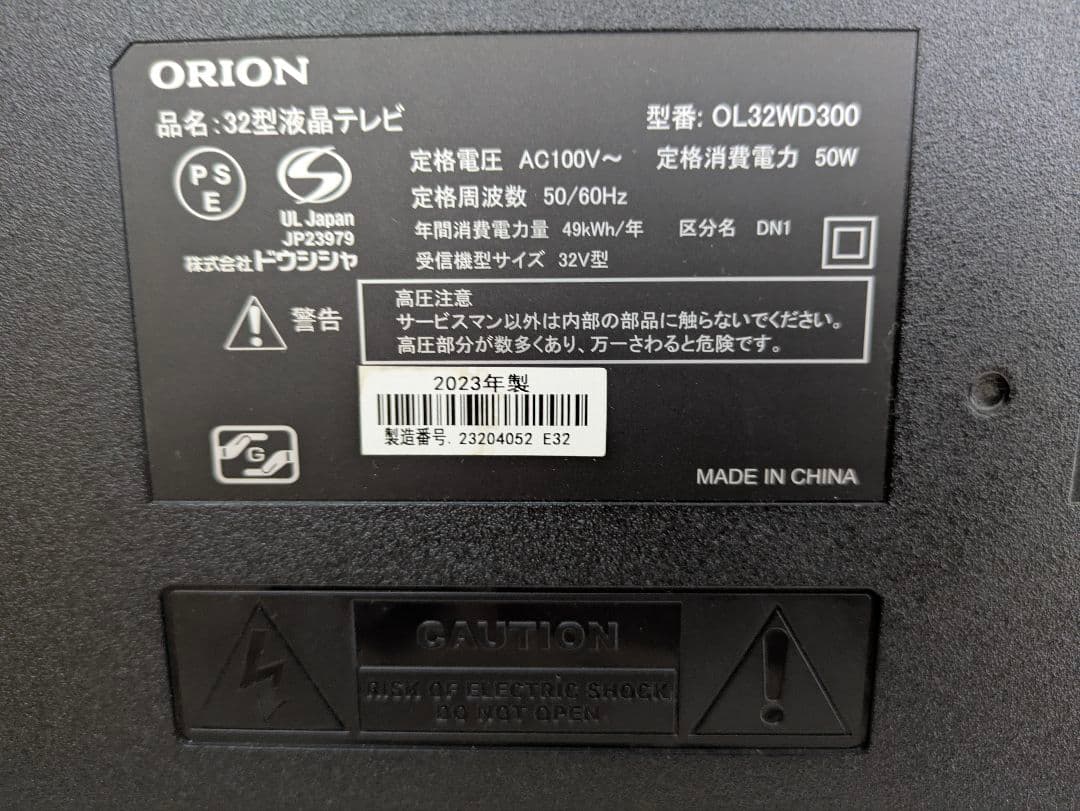 ORION
品名:32型液晶テレビ 型番: OL32WD300
PS
E
定格電圧 AC100V〜 定格消費電力 50W
定格周波数 50/60Hz
UL Japan
JP23979
年間消費電力量 49kWh/年 区分名 DN1
株式会社ドウシシャ
受信機型サイズ 32V型
警告
高圧注意
サービスマン以外は内部の部品に触らないでください。
高圧部分が数多くあり、万一さわると危険です。
2023年製
製造番号. 23204052 E32
G
MADE IN CHINA
CAUTION
RISK OF ELECTRIC SHOCK
DO NOT OPEN